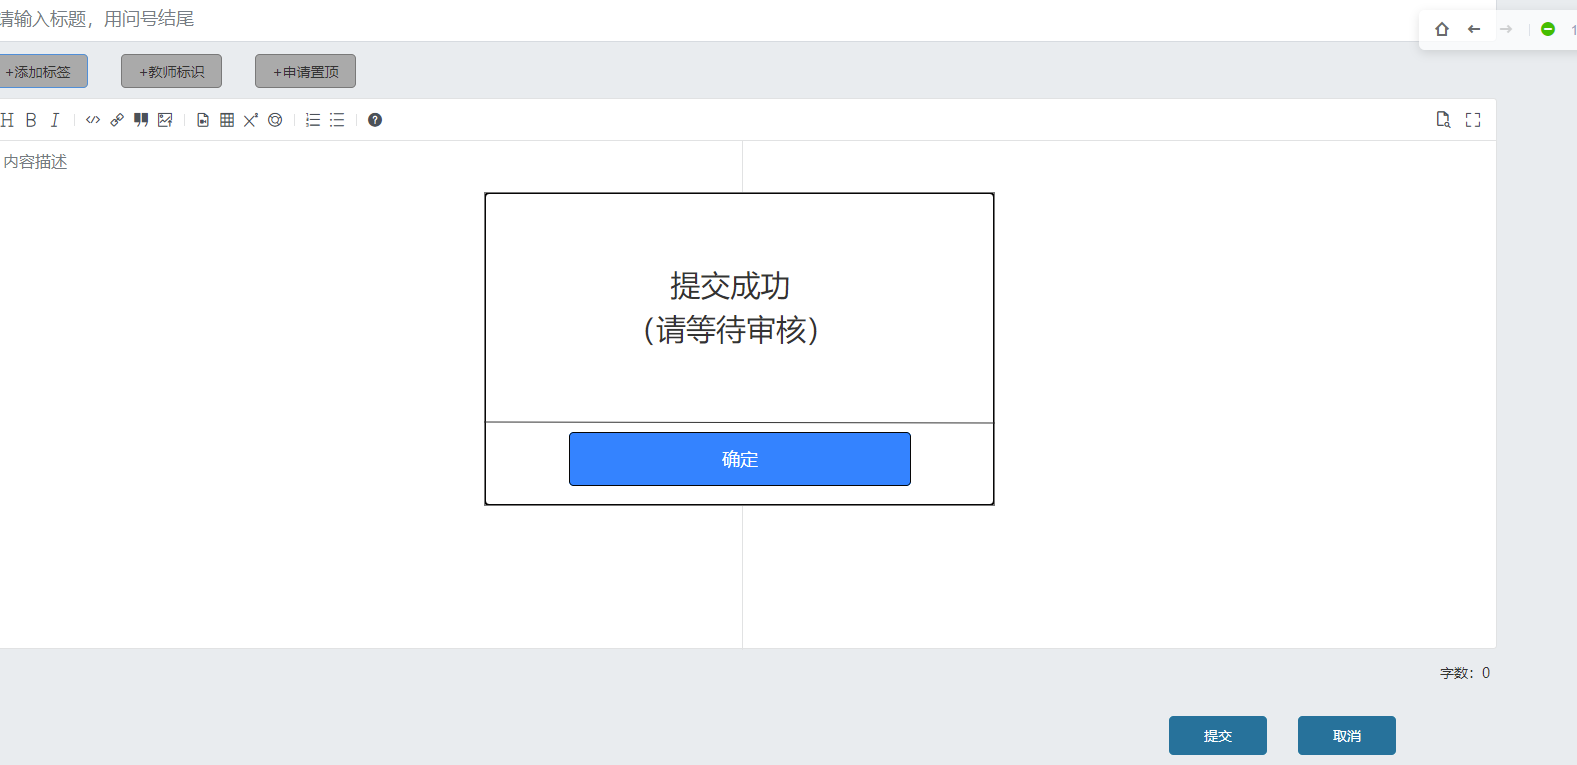 请输入标题，用问号结尾
+添加标签
+教师标识
+申请置顶
H B I
内容描述
提交成功
（请等待审核）
确定
字数：0
提交
取消